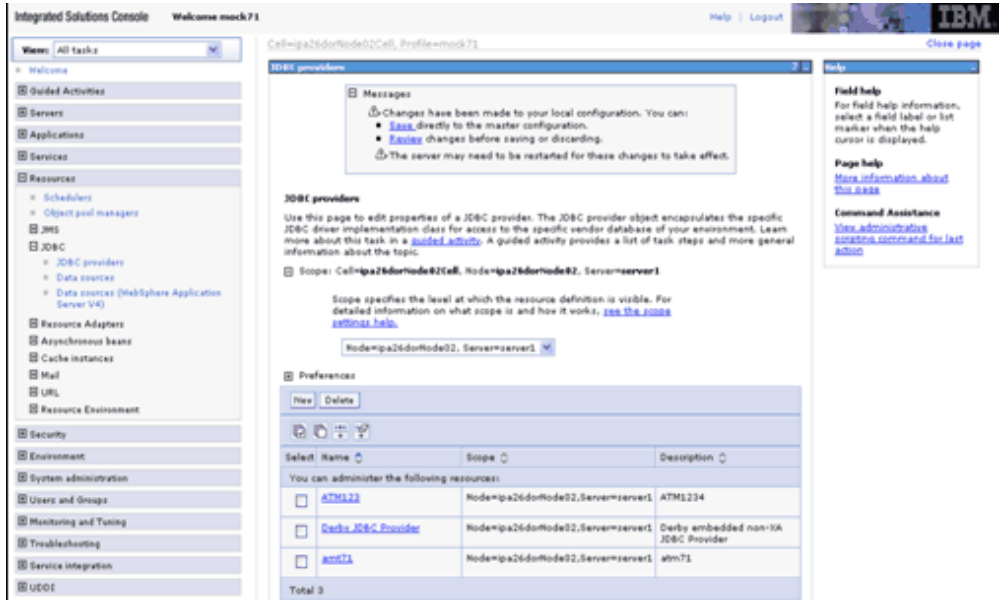 Integrated Solutions Console Welcome mock71
Help | Logout
IBM
View: All tasks
Welcome
Guided Activities
Servers
Applications
Services
Resources
Schedulers
Object pool managers
JMS
JDBC
JDBC providers
Data sources
Data sources (WebSphere Application
Server V4)
Resource Adapters
Asynchronous beans
Cache instances
Mail
URL
Resource Environment
Security
Environment
System administration
Users and Groups
Monitoring and Tuning
Troubleshooting
Service integration
UDDI
Cell=ipa26dorNode02Cell, Profile=mock71
Close page
JDBC providers
? -
Messages
Changes have been made to your local configuration. You can:
Save directly to the master configuration.
Review changes before saving or discarding.
The server may need to be restarted for these changes to take effect.
JDBC providers
Use this page to edit properties of a JDBC provider. The JDBC provider object encapsulates the specific
JDBC driver implementation class for access to the specific vendor database of your environment. Learn
more about this task in a guided activity. A guided activity provides a list of task steps and more general
information about the topic.
Scope: Cell=ipa26dorNode02Cell, Node=ipa26dorNode02, Server=server1
Scope specifies the level at which the resource definition is visible. For
detailed information on what scope is and how it works, see the scope
settings help.
Node=ipa26dorNode02, Server=server1
Preferences
New Delete
Select Name Scope Description
You can administer the following resources:
ATM123 Node=ipa26dorNode02,Server=server1 ATM1234
Derby JDBC Provider Node=ipa26dorNode02,Server=server1 Derby embedded non-XA
JDBC Provider
amt71 Node=ipa26dorNode02,Server=server1 atm71
Total 3
Help
Field help
For field help information,
select a field label or list
marker when the help
cursor is displayed.
Page help
More information about
this page
Command Assistance
View administrative
scripting command for last
action